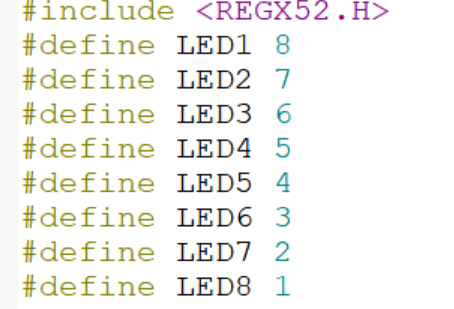 #include <REGX52.H>
#define LED1 8
#define LED2 7
#define LED3 6
#define LED4 5
#define LED5 4
#define LED6 3
#define LED7 2
#define LED8 1